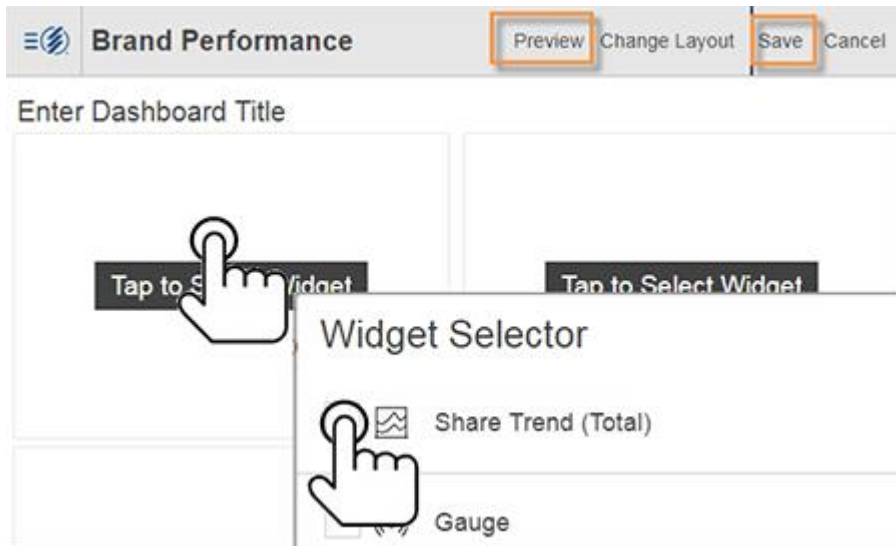 Brand Performance Preview Change Layout Save Cancel
Enter Dashboard Title
Tap to S Widget Tap to Select Widget
Widget Selector
Share Trend (Total)
Gauge